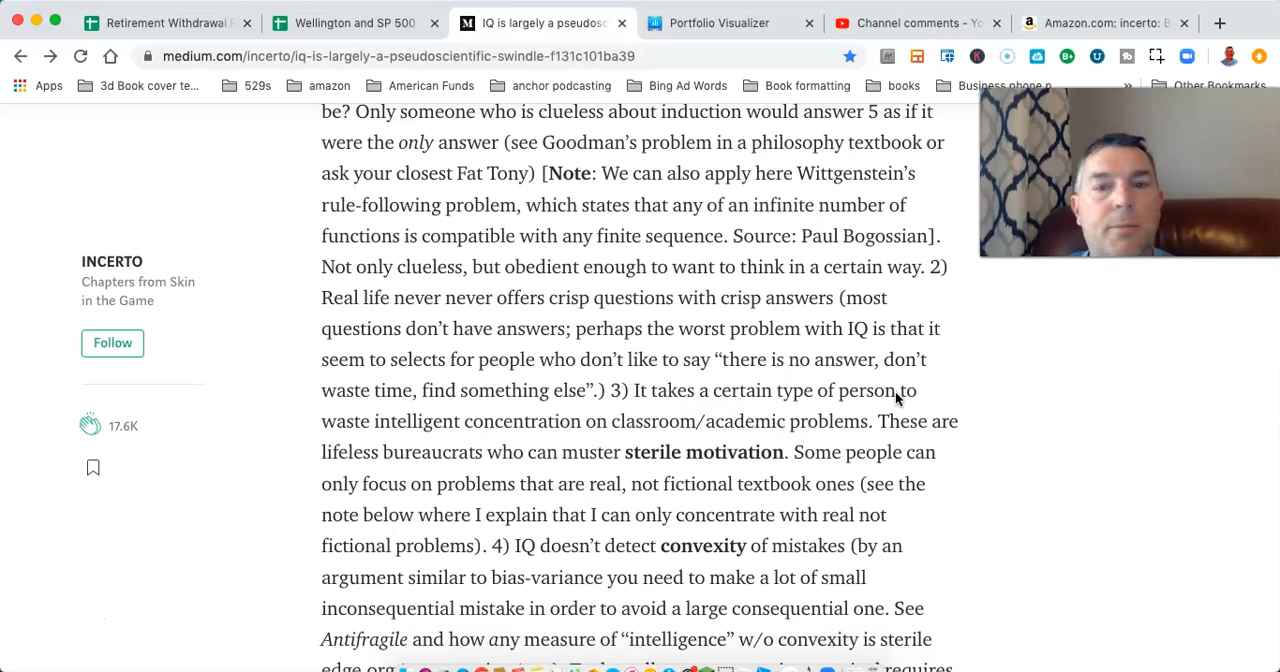 Retirement Withdrawal
Wellington and SP 500
IQ is largely a pseudosc
Portfolio Visualizer
Channel comments - Yo
Amazon.com: incerto: B
medium.com/incerto/iq-is-largely-a-pseudoscientific-swindle-f131c101ba39
Apps
3d Book cover te...
529s
amazon
American Funds
anchor podcasting
Bing Ad Words
Book formatting
books
Business phone n
»
Other Bookmarks
be? Only someone who is clueless about induction would answer 5 as if it
were the only answer (see Goodman’s problem in a philosophy textbook or
ask your closest Fat Tony) [Note: We can also apply here Wittgenstein’s
rule-following problem, which states that any of an infinite number of
functions is compatible with any finite sequence. Source: Paul Bogossian].
Not only clueless, but obedient enough to want to think in a certain way. 2)
Real life never never offers crisp questions with crisp answers (most
questions don’t have answers; perhaps the worst problem with IQ is that it
seem to selects for people who don’t like to say “there is no answer, don’t
waste time, find something else”.) 3) It takes a certain type of person to
waste intelligent concentration on classroom/academic problems. These are
lifeless bureaucrats who can muster sterile motivation. Some people can
only focus on problems that are real, not fictional textbook ones (see the
note below where I explain that I can only concentrate with real not
fictional problems). 4) IQ doesn’t detect convexity of mistakes (by an
argument similar to bias-variance you need to make a lot of small
inconsequential mistake in order to avoid a large consequential one. See
Antifragile and how any measure of “intelligence” w/o convexity is sterile
INCERTO
Chapters from Skin
in the Game
Follow
17.6K